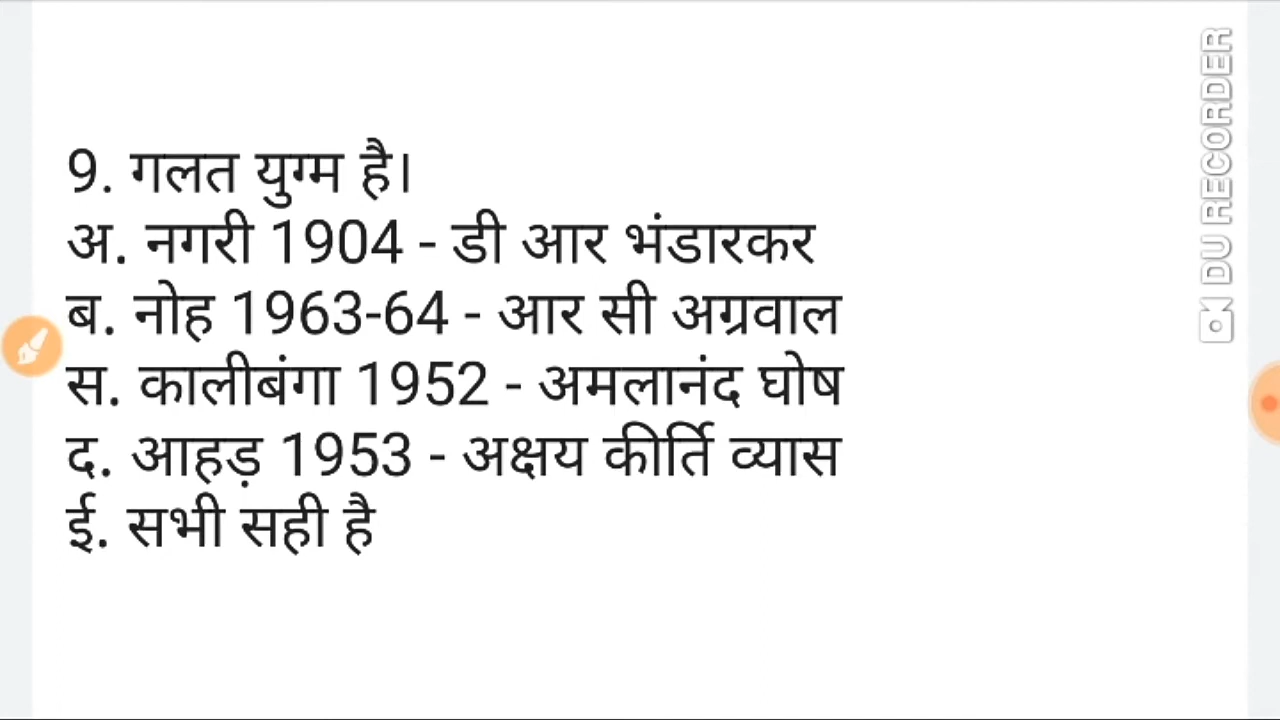 9. गलत युग्म है।
अ. नगरी 1904 - डी आर भंडारकर
ब. नोह 1963-64 - आर सी अग्रवाल
स. कालीबंगा 1952 - अमलानंद घोष
द. आहड़ 1953 - अक्षय कीर्ति व्यास
ई. सभी सही है
DU RECORDER